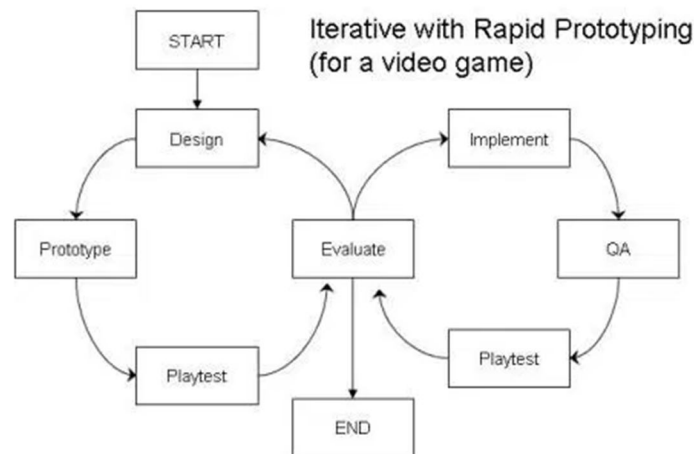 START
Iterative with Rapid Prototyping
(for a video game)
Design
Implement
Prototype
Evaluate
QA
Playtest
Playtest
END